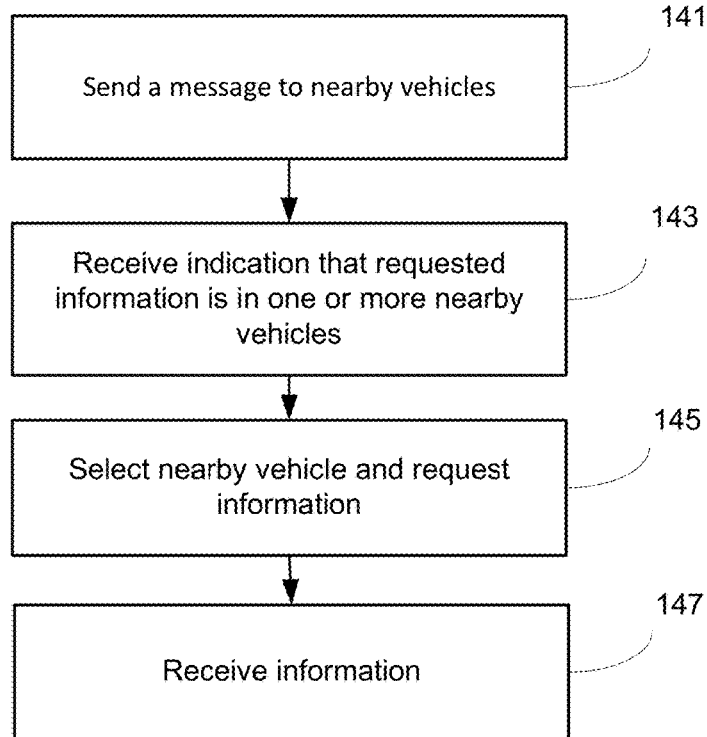 141
Send a message to nearby vehicles
143
Receive indication that requested
information is in one or more nearby
vehicles
145
Select nearby vehicle and request
information
147
Receive information